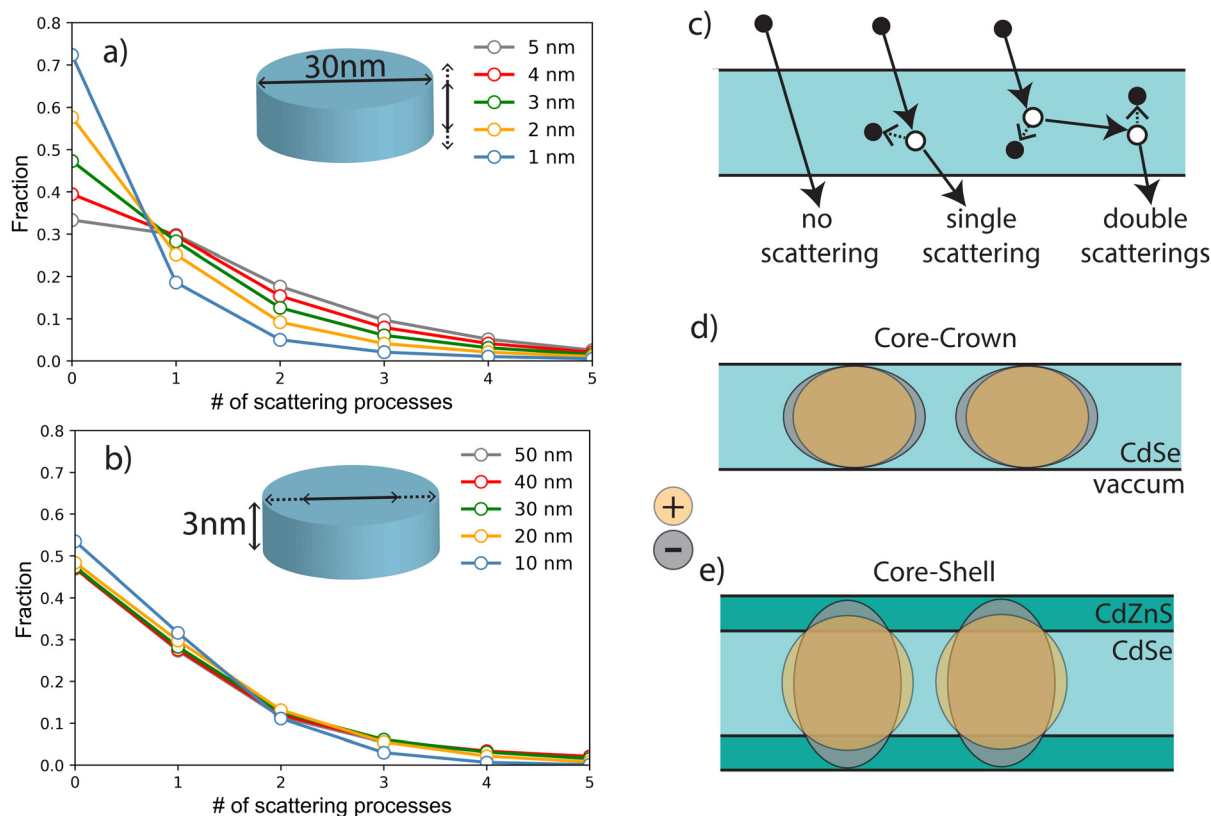 a)
0.8
0.7
0.6
0.5
0.4
0.3
0.2
0.1
0.0
Fraction
0
1
2
3
4
5
# of scattering processes
30nm
5 nm
4 nm
3 nm
2 nm
1 nm
b)
0.8
0.7
0.6
0.5
0.4
0.3
0.2
0.1
0.0
Fraction
0
1
2
3
4
5
# of scattering processes
3nm
50 nm
40 nm
30 nm
20 nm
10 nm
c)
no
scattering
single
scattering
double
scatterings
d)
Core-Crown
CdSe
vaccum
+
−
e)
Core-Shell
CdZnS
CdSe